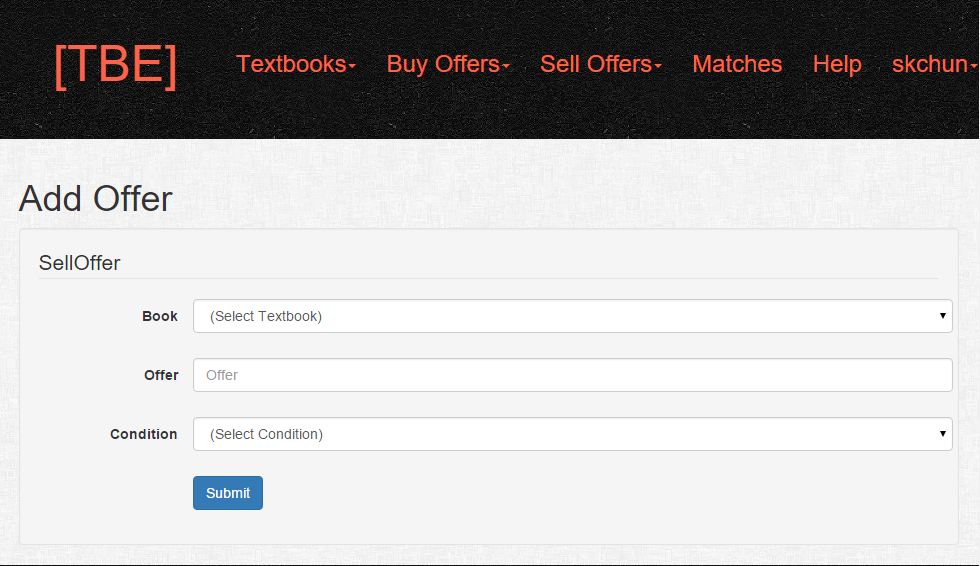 [TBE] Textbooks Buy Offers Sell Offers Matches Help skchun
Add Offer
SellOffer
Book (Select Textbook)
Offer Offer
Condition (Select Condition)
Submit